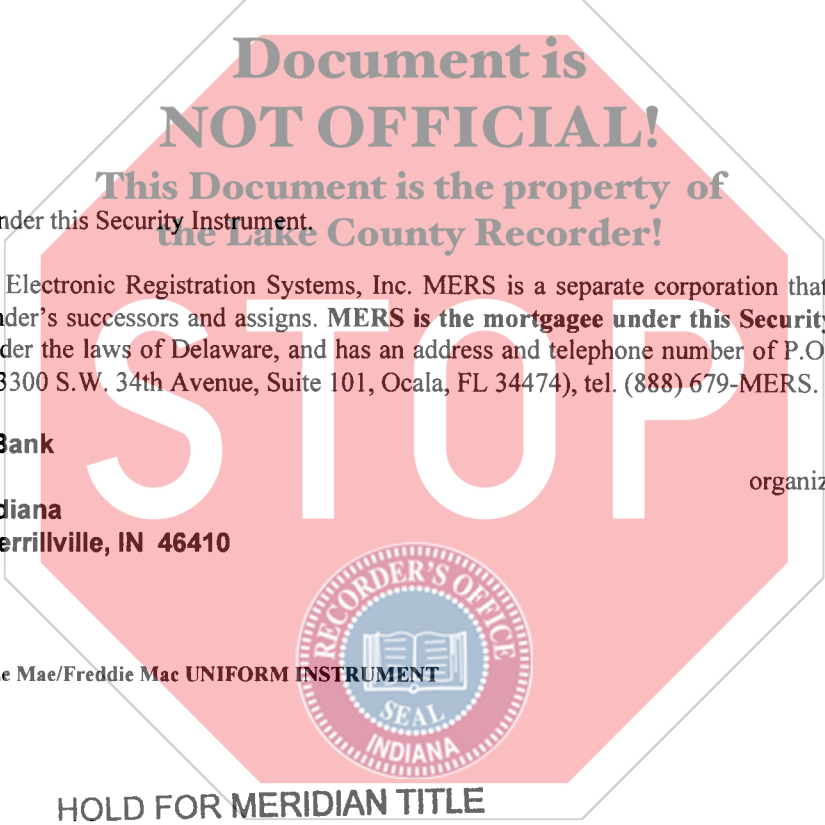 Document is
NOT OFFICIAL!
This Document is the property of
nder this Security Instrument.
the Lake County Recorder!
Electronic Registration Systems, Inc. MERS is a separate corporation that
der's successors and assigns. MERS is the mortgagee under this Security
der the laws of Delaware, and has an address and telephone number of P.O
3300 S.W. 34th Avenue, Suite 101, Ocala, FL 34474), tel. (888) 679-MERS.
STOP
Bank
organiz
diana
errillville, IN 46410
RECORDER'S OFFICE
e Mae/Freddie Mac UNIFORM INSTRUMENT
SEAL
INDIANA
HOLD FOR MERIDIAN TITLE